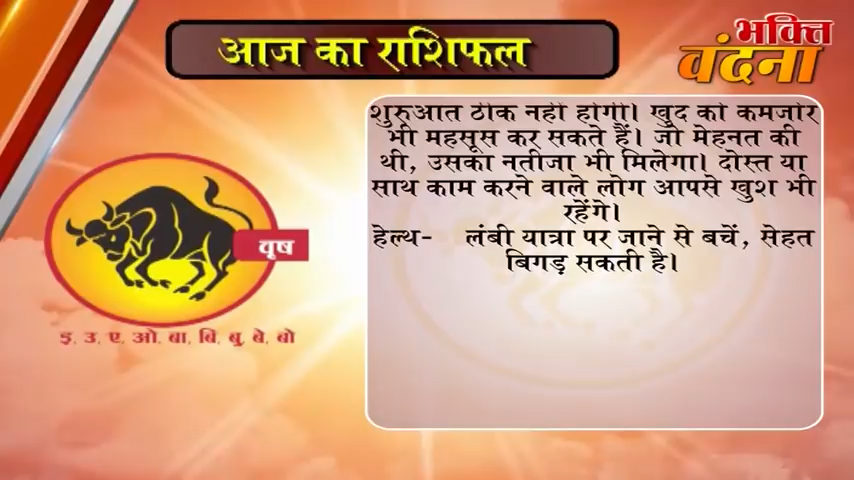 आज का राशिफल
भक्ति
वंदना
शुरुआत ठीक नहीं होगी। खुद को कमजोर
भी महसूस कर सकते हैं। जो मेहनत की
थी, उसका नतीजा भी मिलेगा। दोस्त या
साथ काम करने वाले लोग आपसे खुश भी
रहेंगे।
हेल्थ- लंबी यात्रा पर जाने से बचें, सेहत
बिगड़ सकती है।
वृष
इ, उ, ए, ओ, बा, बि, बु, बे, बो